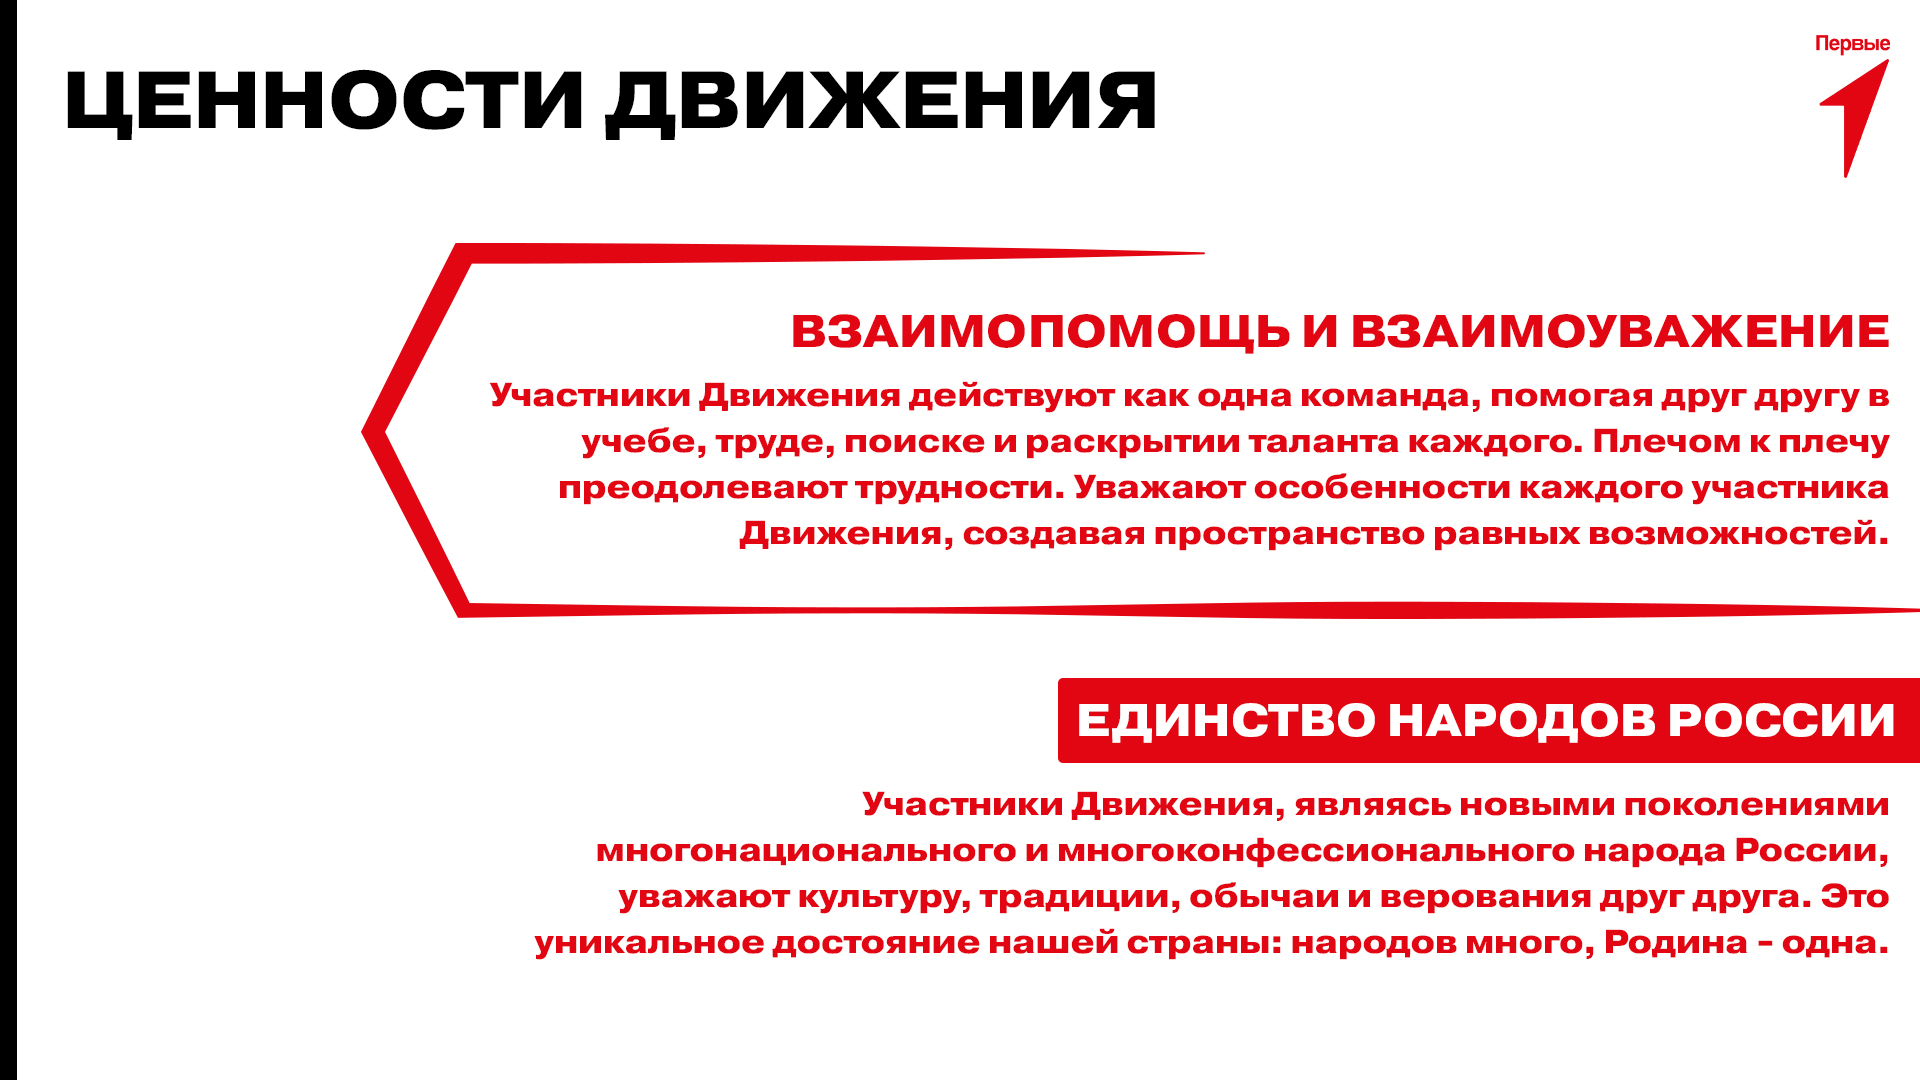 ЦЕННОСТИ ДВИЖЕНИЯ
Первые
ВЗАИМОПОМОЩЬ И ВЗАИМОУВАЖЕНИЕ
Участники Движения действуют как одна команда, помогая друг другу в
учебе, труде, поиске и раскрытии таланта каждого. Плечом к плечу
преодолевают трудности. Уважают особенности каждого участника
Движения, создавая пространство равных возможностей.
ЕДИНСТВО НАРОДОВ РОССИИ
Участники Движения, являясь новыми поколениями
многонационального и многоконфессионального народа России,
уважают культуру, традиции, обычаи и верования друг друга. Это
уникальное достояние нашей страны: народов много, Родина - одна.